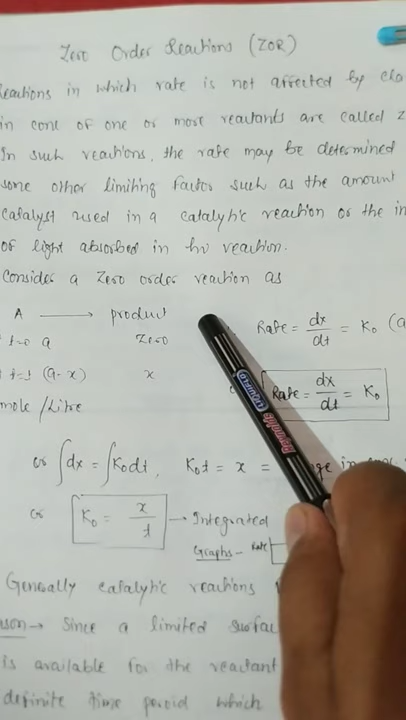 Zero Order Reactions (ZOR)
Reactions in which rate is not affected by
in conc of one or more reactants are called
In such reactions, the rate may be determined
some other limiting factor such as the amount
catalyst used in a catalytic reaction or the
of light absorbed in hν reaction.
Consider a Zero order reaction as
A → product
t=0 a zero
t=t (a-x) x
mole/Litre
Rate = dx/dt = K₀ (a
Rate = dx/dt = K₀
or ∫dx = ∫K₀dt, K₀t = x =
or K₀ = x/t → Integrated
Graphs - Rate
Generally catalytic reactions
Since a limited
is available for the reactant
definite time period which
Reynolds
LIQUIFLO